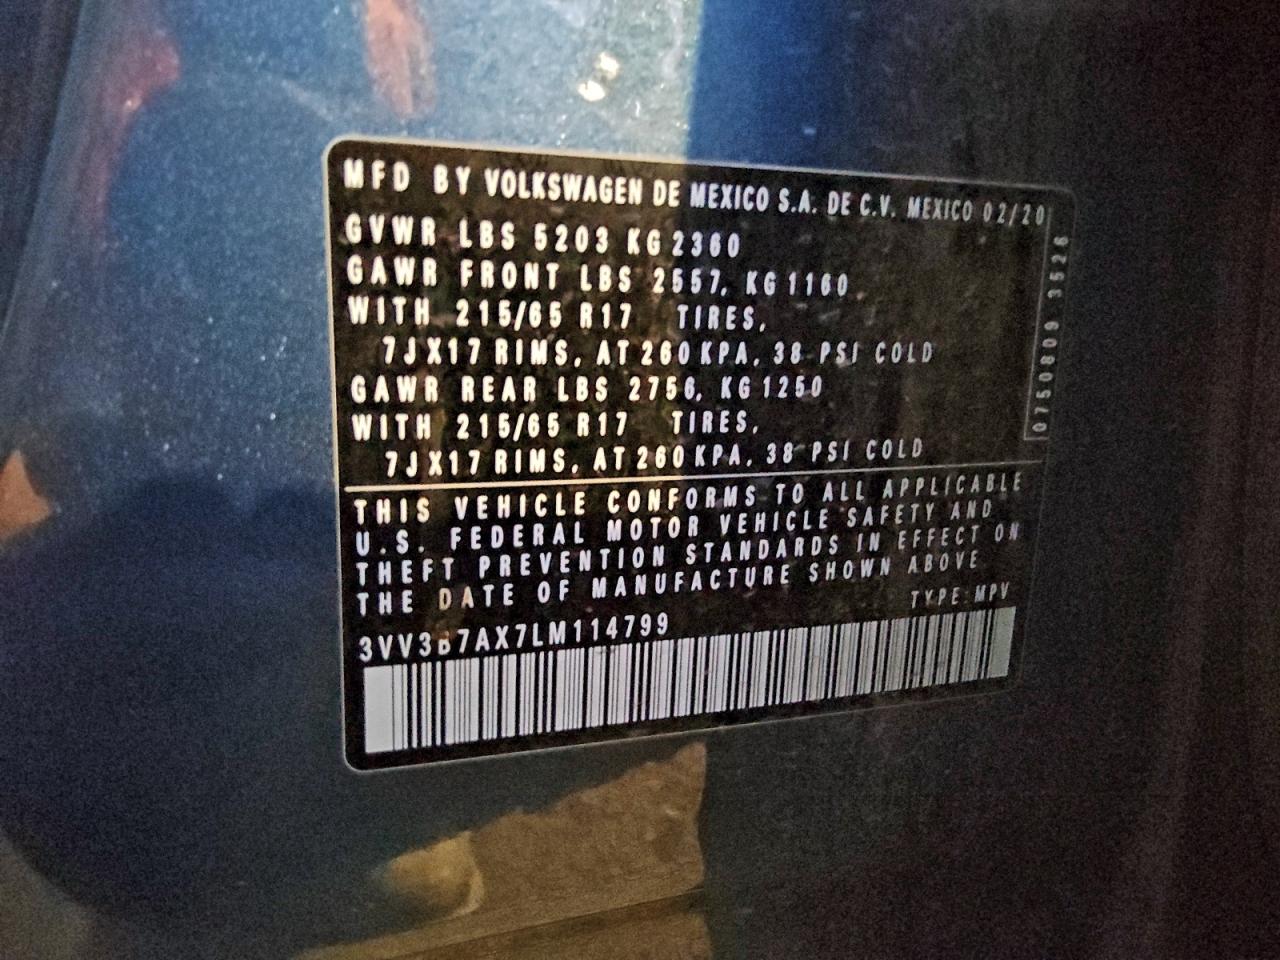 MFD BY VOLKSWAGEN DE MEXICO S.A. DE C.V. MEXICO 02/20
GVWR LBS 5203 KG 2360
GAWR FRONT LBS 2557, KG 1160
WITH 215/65 R17 TIRES,
7JX17 RIMS, AT 260 KPA, 38 PSI COLD
GAWR REAR LBS 2756, KG 1250
WITH 215/65 R17 TIRES,
7JX17 RIMS, AT 260 KPA, 38 PSI COLD
0750809 3526
THIS VEHICLE CONFORMS TO ALL APPLICABLE
U.S. FEDERAL MOTOR VEHICLE SAFETY AND
THEFT PREVENTION STANDARDS IN EFFECT ON
THE DATE OF MANUFACTURE SHOWN ABOVE
TYPE: MPV
3VV3B7AX7LM114799